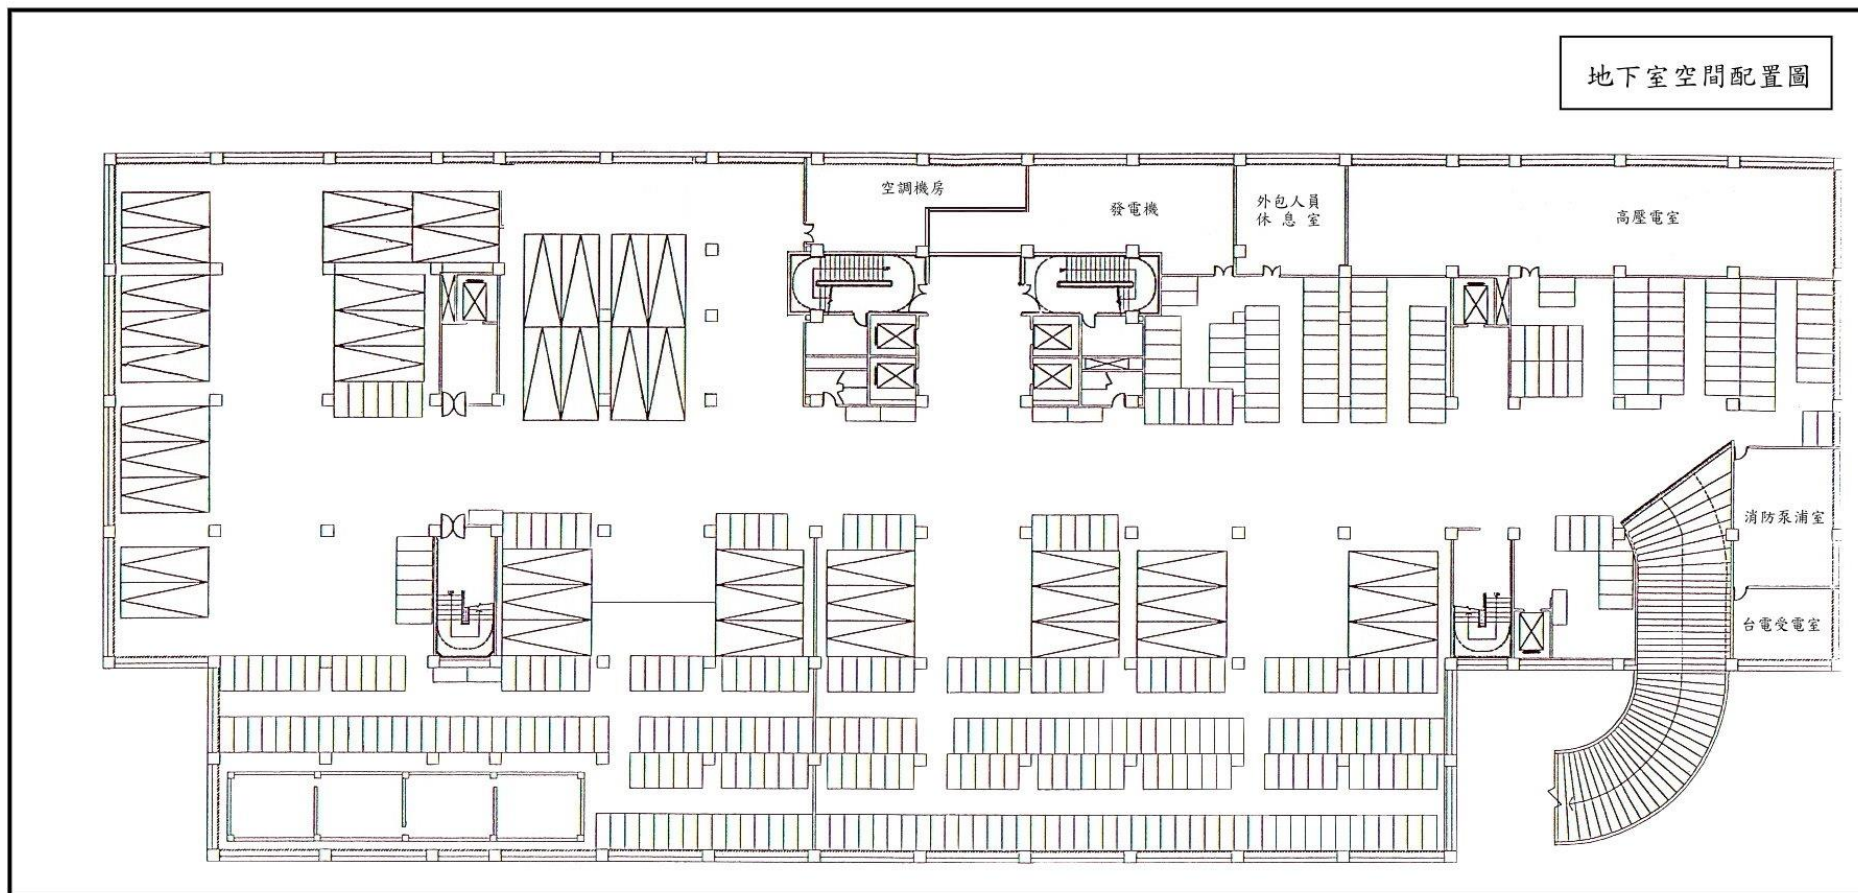 地下室空間配置圖
空調機房
發電機
外包人員
休息室
高壓電室
消防泵浦室
台電受電室